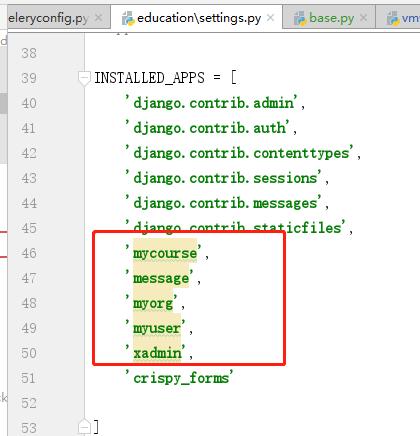 eleryconfig.py education\settings.py base.py
38
39 INSTALLED_APPS = [
40 'django.contrib.admin',
41 'django.contrib.auth',
42 'django.contrib.contenttypes',
43 'django.contrib.sessions',
44 'django.contrib.messages',
45 'django.contrib.staticfiles',
46 'mycourse',
47 'message',
48 'myorg',
49 'myuser',
50 'xadmin',
51 'crispy_forms'
52
53 ]